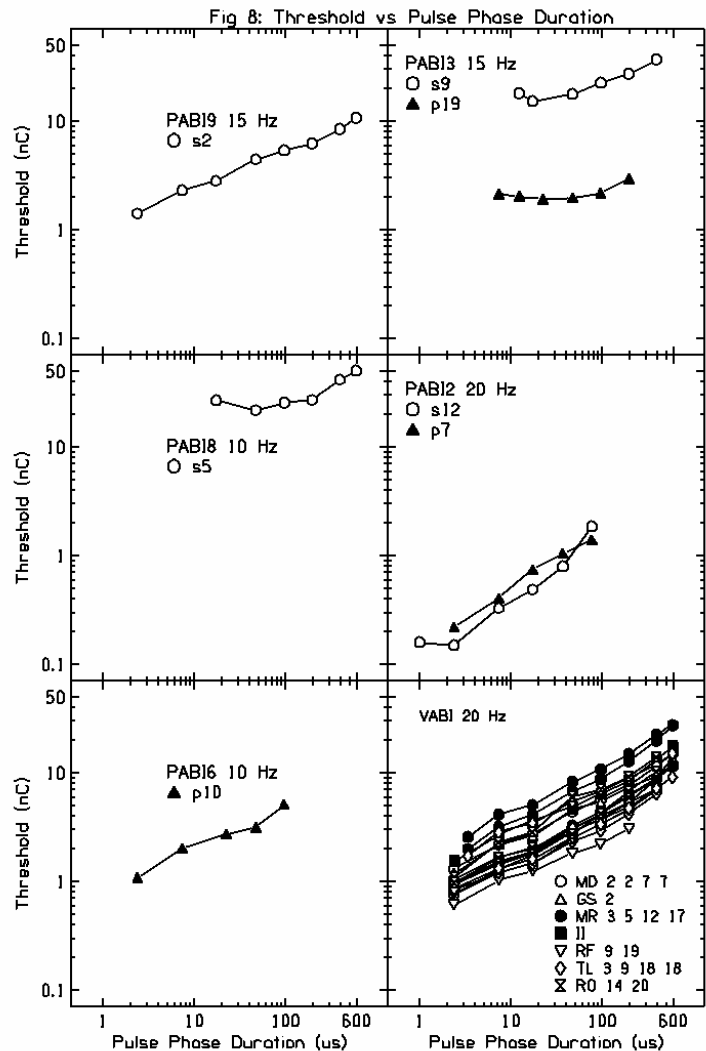 Fig 8: Threshold vs Pulse Phase Duration
50
10
1
0.1
Threshold (nC)
PABI9 15 Hz
s2
PABI3 15 Hz
s9
p19
50
10
1
0.1
Threshold (nC)
PABI8 10 Hz
s5
PABI2 20 Hz
s12
p7
50
10
1
0.1
Threshold (nC)
PABI6 10 Hz
p10
VABI 20 Hz
MD 2 2 7 7
GS 2
MR 3 5 12 17
II
RF 9 19
TL 3 9 18 18
RO 14 20
1 10 100 600
Pulse Phase Duration (us)
1 10 100 600
Pulse Phase Duration (us)